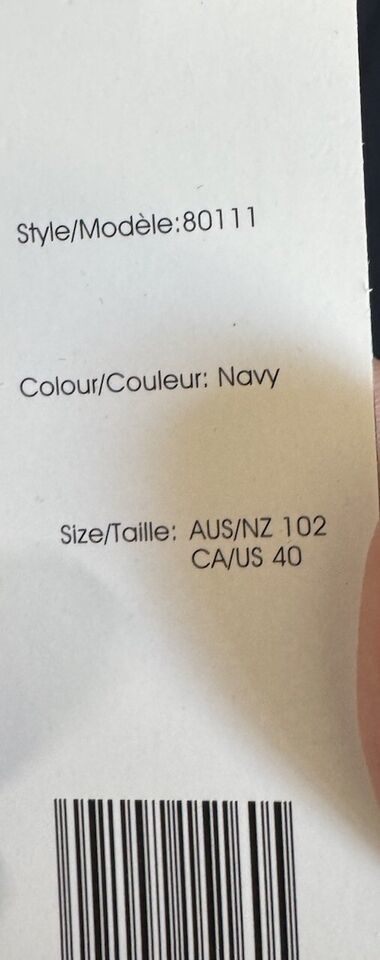 Style/Modèle:80111
Colour/Couleur: Navy
Size/Taille: AUS/NZ 102
CA/US 40